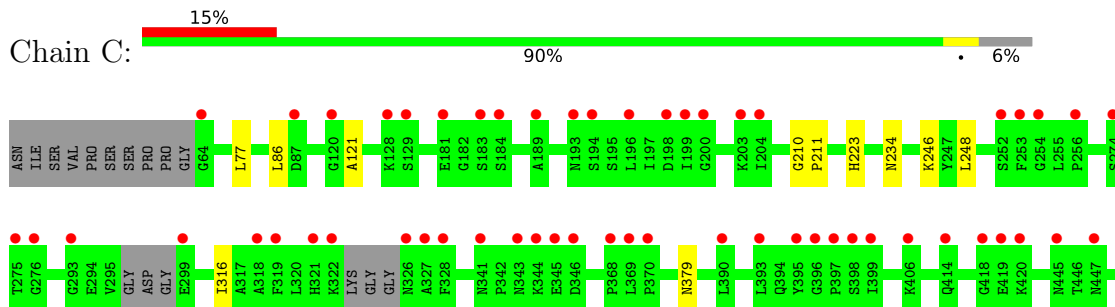 15%
Chain C:
90% • 6%
ASN ILE SER VAL PRO SER SER PRO PRO GLY G64 L77 L86 D87 G120 A121 K128 S129 E181 G182 S183 S184 A189 N193 S194 S195 L196 I197 D198 I199 G200 K203 I204 G210 P211 H223 N234 K246 Y247 L248 S252 F253 G254 L255 P256 S274
T275 G276 G293 E294 V295 GLY ASP GLY E299 I316 A317 A318 F319 L320 H321 K322 LYS GLY GLY N326 A327 F328 N341 P342 N343 K344 E345 D346 P368 L369 P370 N379 L390 L393 Q394 Y395 G396 P397 S398 I399 K406 Q414 G418 E419 K420 N445 T446 N447